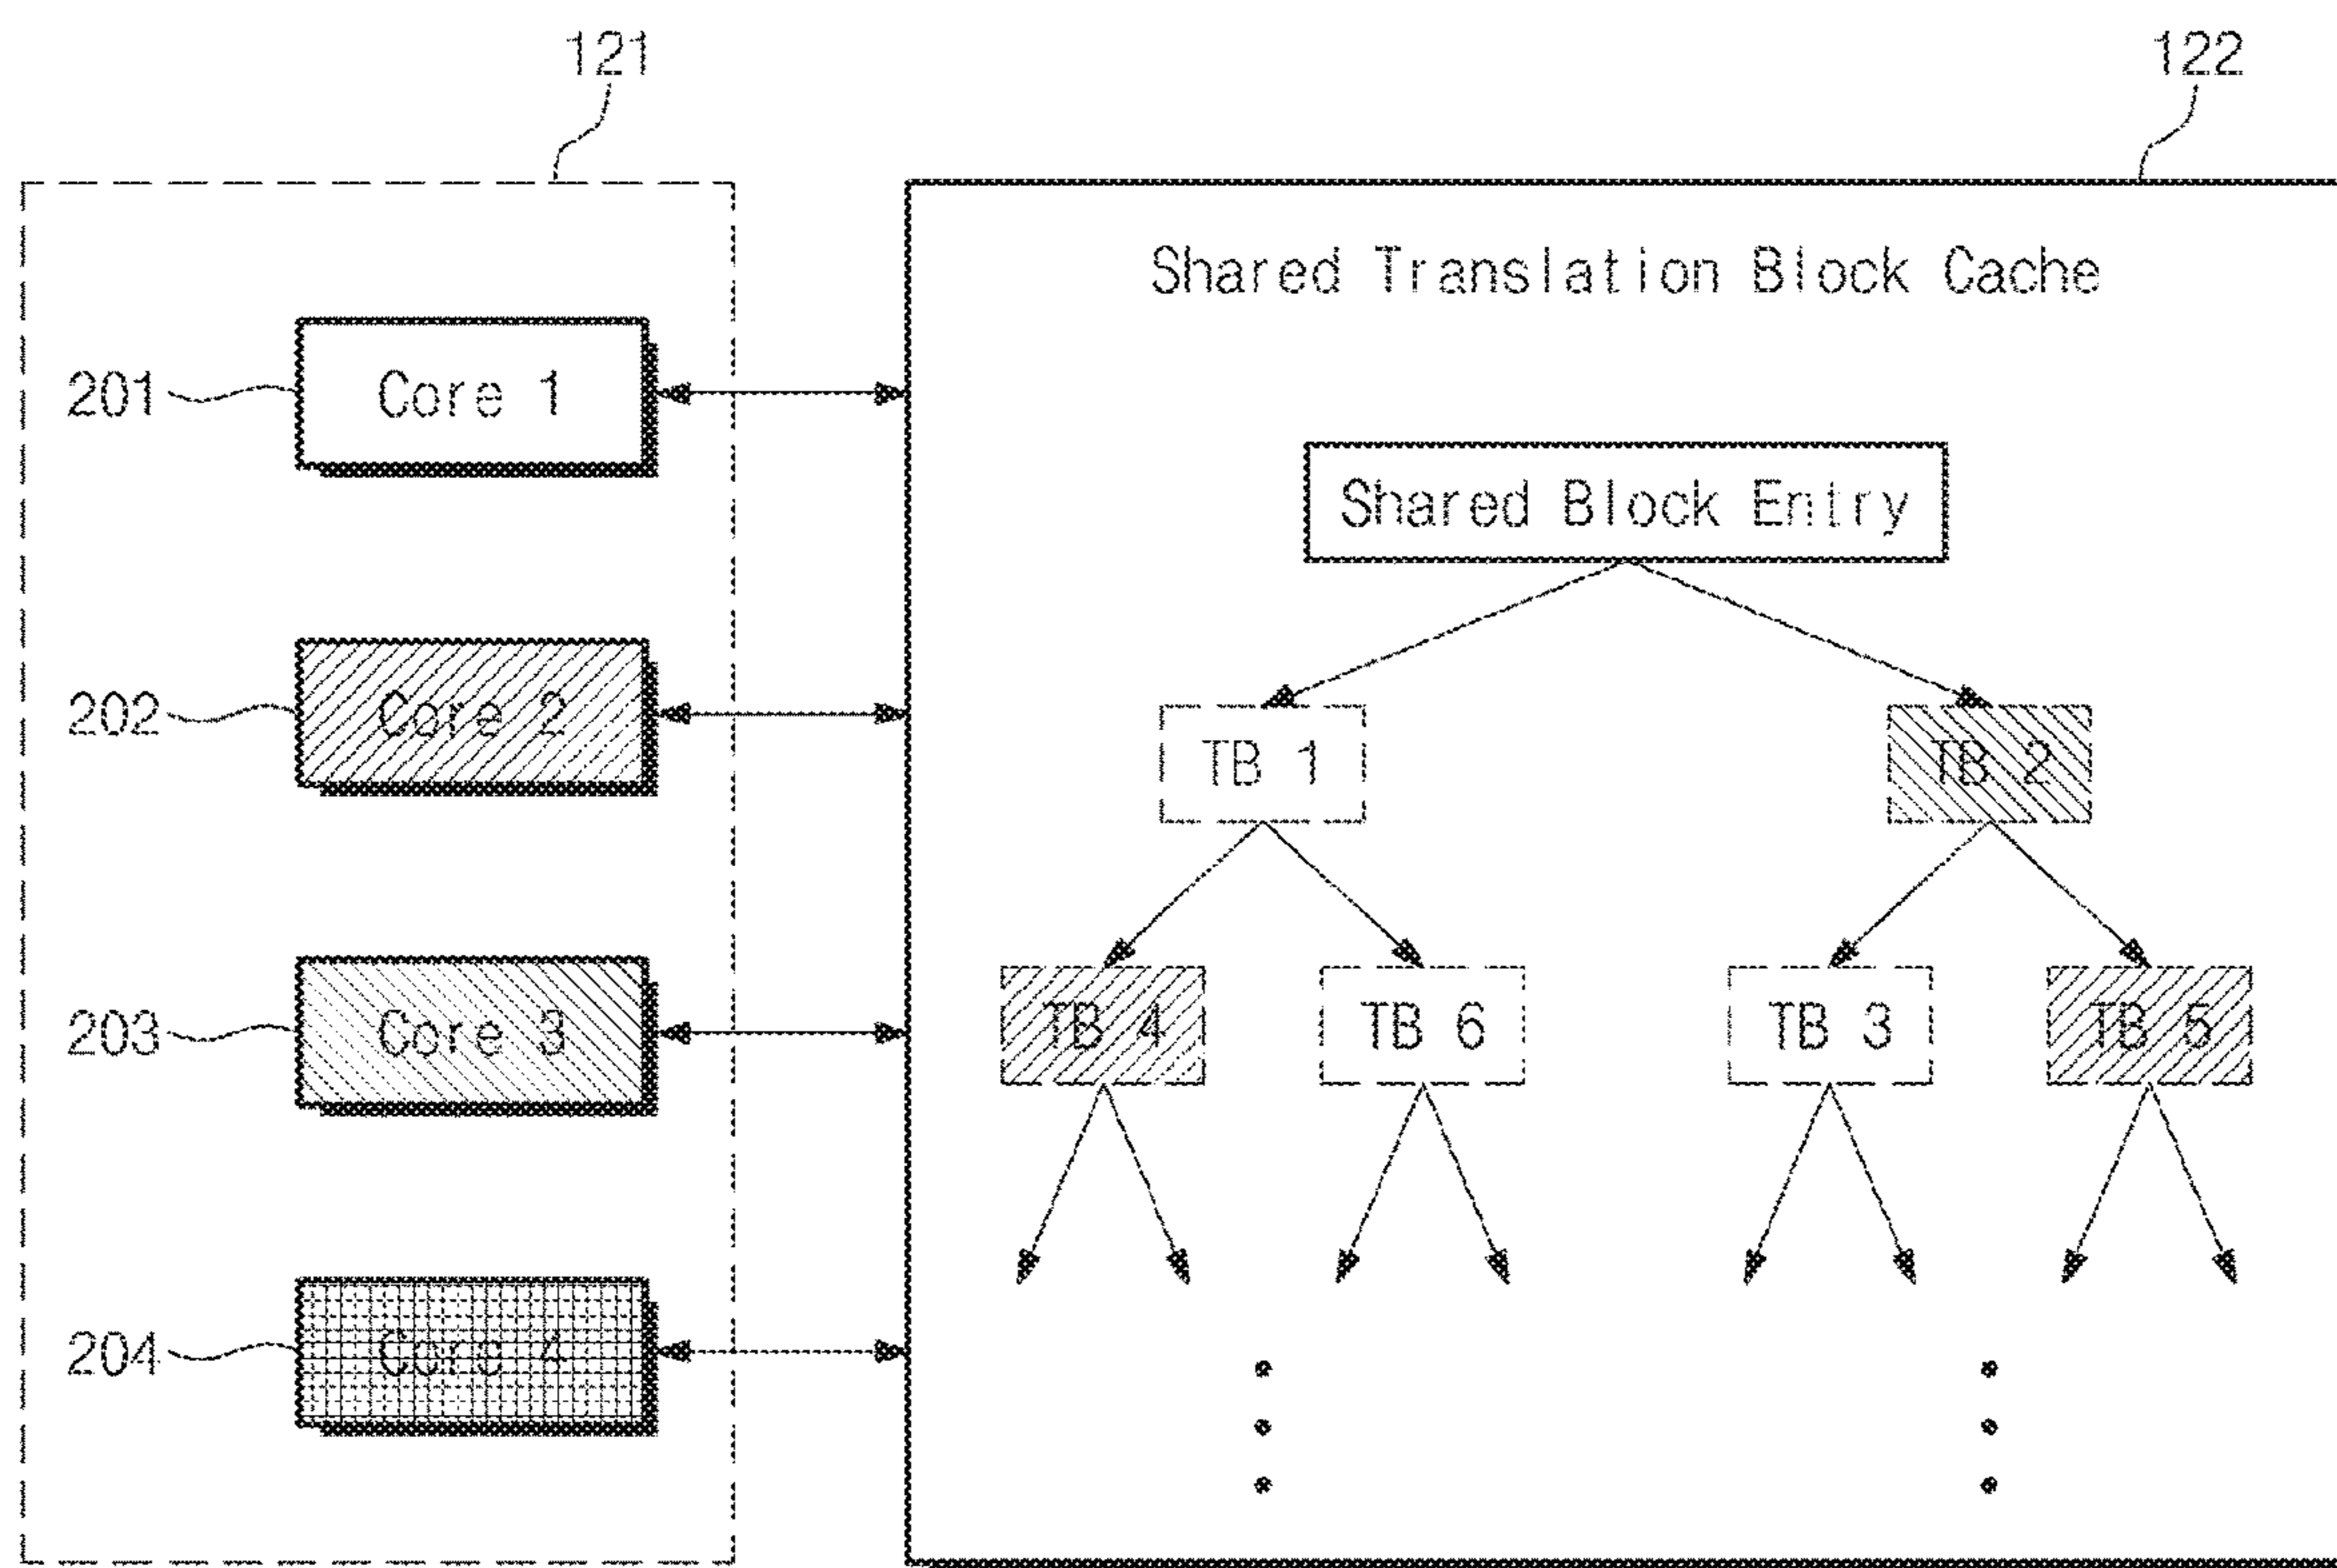 121
122
Shared Translation Block Cache
201
Core 1
Shared Block Entry
202
Core 2
TB 1
TB 2
203
Core 3
TB 4
TB 6
TB 3
TB 5
204
Core 4